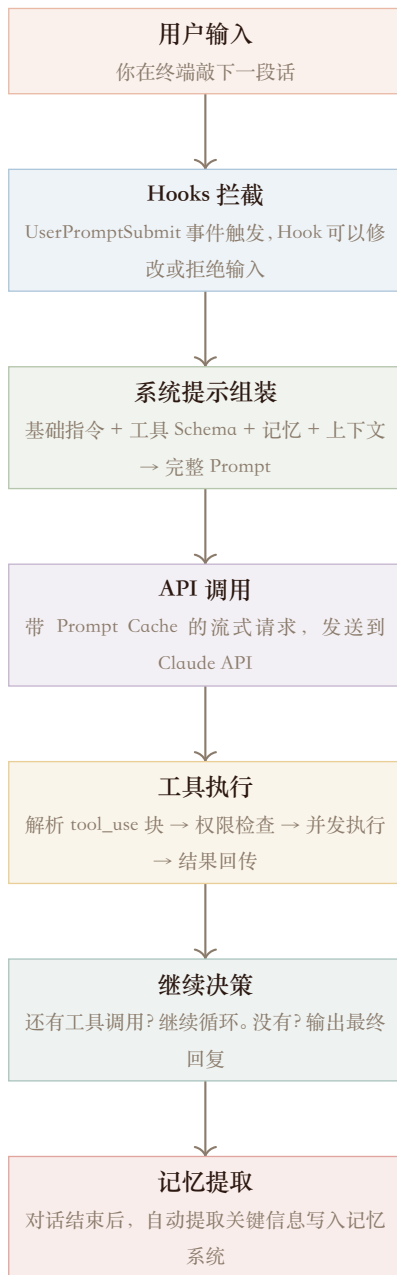 用户输入
你在终端敲下一段话
Hooks 拦截
UserPromptSubmit 事件触发，Hook 可以修
改或拒绝输入
系统提示组装
基础指令 + 工具 Schema + 记忆 + 上下文
→ 完整 Prompt
API 调用
带 Prompt Cache 的流式请求，发送到
Claude API
工具执行
解析 tool_use 块 → 权限检查 → 并发执行
→ 结果回传
继续决策
还有工具调用？继续循环。没有？输出最终
回复
记忆提取
对话结束后，自动提取关键信息写入记忆
系统